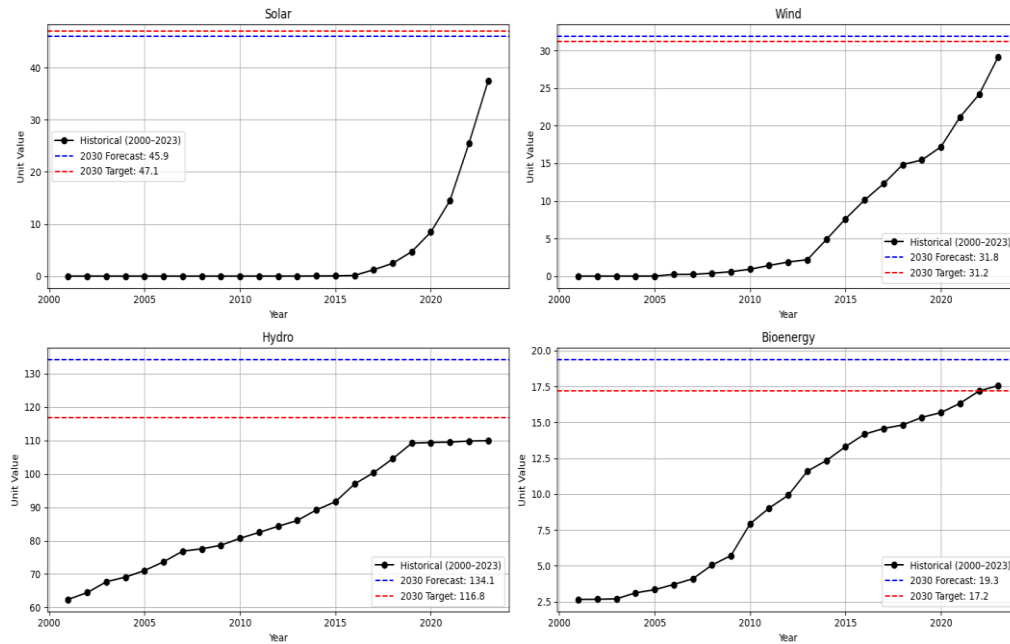 Solar
Unit Value
40
30
20
10
0
Historical (2000–2023)
2030 Forecast: 45.9
2030 Target: 47.1
2000
2005
2010
2015
2020
Year
Wind
Unit Value
30
25
20
15
10
5
0
Historical (2000–2023)
2030 Forecast: 31.8
2030 Target: 31.2
2000
2005
2010
2015
2020
Year
Hydro
Unit Value
130
120
110
100
90
80
70
60
Historical (2000–2023)
2030 Forecast: 134.1
2030 Target: 116.8
2000
2005
2010
2015
2020
Year
Bioenergy
Unit Value
20.0
17.5
15.0
12.5
10.0
7.5
5.0
2.5
Historical (2000–2023)
2030 Forecast: 19.3
2030 Target: 17.2
2000
2005
2010
2015
2020
Year